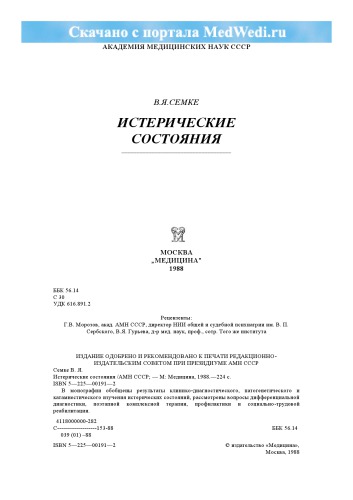 Скачано с портала MedWedi.ru
АКАДЕМИЯ МЕДИЦИНСКИХ НАУК СССР
В.Я.СЕМКЕ
ИСТЕРИЧЕСКИЕ
СОСТОЯНИЯ
МОСКВА
„МЕДИЦИНА"
1988
ББК 56.14
С 30
УДК 616.891.2
Рецензенты:
Г.В. Морозов, акад. АМН СССР, директор НИИ общей и судебной психиатрии им. В. П.
Сербского, В.Я. Гурьева, д-р мед. наук, проф., сотр. Того же института
ИЗДАНИЕ ОДОБРЕНО И РЕКОМЕНДОВАНО К ПЕЧАТИ РЕДАКЦИОННО-
ИЗДАТЕЛЬСКИМ СОВЕТОМ ПРИ ПРЕЗИДИУМЕ АМН СССР
Семке В. Я.
Истерические состояния /АМН СССР; — М: Медицина, 1988.—224 с.
ISBN 5—225—00191—2
В монографии обобщены результаты клинико-диагностического, патогенетического и
катамнестического изучения истерических состояний, рассмотрены вопросы дифференциальной
диагностики, поэтапной комплексной терапии, профилактики и социально-трудовой
реабилитации.
4118000000-282
С--------------------151-88 ББК 56.14
039 (01) –88
ISBN 5—225—00191—2 © издательство «Медицина»,
Москва, 1988